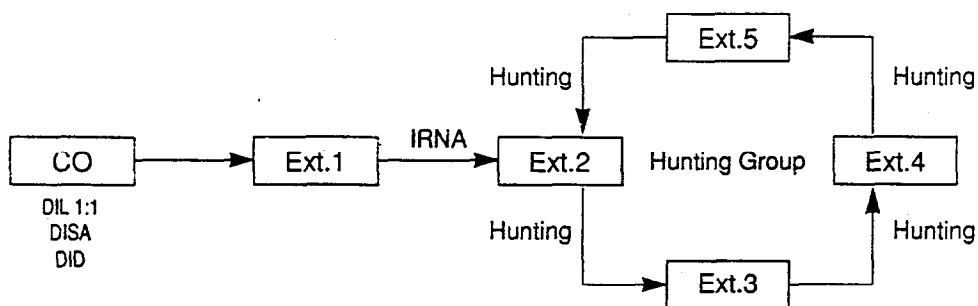 Ext.5
Hunting
Hunting
CO
Ext.1
IRNA
Ext.2
Hunting Group
Ext.4
DIL 1:1
DISA
DID
Hunting
Hunting
Ext.3